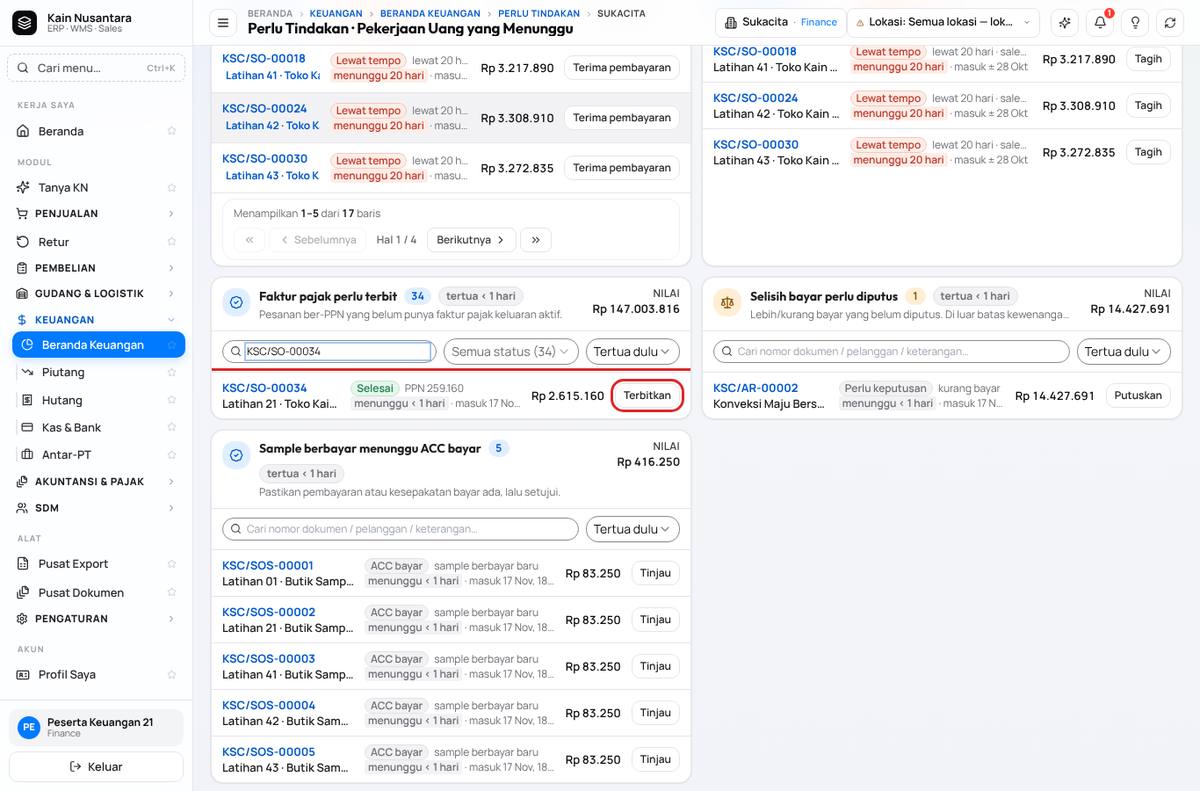 Kain Nusantara
ERP · WMS · Sales
Cari menu... Ctrl+K
KERJA SAYA
Beranda
MODUL
Tanya KN
PENJUALAN
Retur
PEMBELIAN
GUDANG & LOGISTIK
KEUANGAN
Beranda Keuangan
Piutang
Hutang
Kas & Bank
Antar-PT
AKUNTANSI & PAJAK
SDM
ALAT
Pusat Export
Pusat Dokumen
PENGATURAN
AKUN
Profil Saya
PE
Peserta Keuangan 21
Finance
Keluar
BERANDA › KEUANGAN › BERANDA KEUANGAN › PERLU TINDAKAN › SUKACITA
Perlu Tindakan · Pekerjaan Uang yang Menunggu
Sukacita · Finance
Lokasi: Semua lokasi — lok...
1
KSC/SO-00018 Lewat tempo lewat 20 h...
Latihan 41 · Toko Ka menunggu 20 hari · masu...
Rp 3.217.890 Terima pembayaran
KSC/SO-00024 Lewat tempo lewat 20 h...
Latihan 42 · Toko K menunggu 20 hari · masu...
Rp 3.308.910 Terima pembayaran
KSC/SO-00030 Lewat tempo lewat 20 h...
Latihan 43 · Toko K menunggu 20 hari · masu...
Rp 3.272.835 Terima pembayaran
Menampilkan 1–5 dari 17 baris
« ‹ Sebelumnya Hal 1 / 4 Berikutnya › »
KSC/SO-00018 Lewat tempo lewat 20 hari · sale...
Latihan 41 · Toko Kain ... menunggu 20 hari · masuk ± 28 Okt
Rp 3.217.890 Tagih
KSC/SO-00024 Lewat tempo lewat 20 hari · sale...
Latihan 42 · Toko Kain ... menunggu 20 hari · masuk ± 28 Okt
Rp 3.308.910 Tagih
KSC/SO-00030 Lewat tempo lewat 20 hari · sale...
Latihan 43 · Toko Kain ... menunggu 20 hari · masuk ± 28 Okt
Rp 3.272.835 Tagih
Faktur pajak perlu terbit 34 tertua < 1 hari
Pesanan ber-PPN yang belum punya faktur pajak keluaran aktif.
NILAI
Rp 147.003.816
KSC/SO-00034 Semua status (34) Tertua dulu
KSC/SO-00034 Selesai PPN 259.160
Latihan 21 · Toko Kai... menunggu < 1 hari · masuk 17 No...
Rp 2.615.160 Terbitkan
Selisih bayar perlu diputus 1 tertua < 1 hari
Lebih/kurang bayar yang belum diputus. Di luar batas kewenanga...
NILAI
Rp 14.427.691
Cari nomor dokumen / pelanggan / keterangan... Tertua dulu
KSC/AR-00002 Perlu keputusan kurang bayar
Konveksi Maju Bers... menunggu < 1 hari · masuk 17 N...
Rp 14.427.691 Putuskan
Sample berbayar menunggu ACC bayar 5
tertua < 1 hari
Pastikan pembayaran atau kesepakatan bayar ada, lalu setujui.
NILAI
Rp 416.250
Cari nomor dokumen / pelanggan / keterangan... Tertua dulu
KSC/SOS-00001 ACC bayar sample berbayar baru
Latihan 01 · Butik Samp... menunggu < 1 hari · masuk 17 Nov, 18...
Rp 83.250 Tinjau
KSC/SOS-00002 ACC bayar sample berbayar baru
Latihan 21 · Butik Samp... menunggu < 1 hari · masuk 17 Nov, 18...
Rp 83.250 Tinjau
KSC/SOS-00003 ACC bayar sample berbayar baru
Latihan 41 · Butik Samp... menunggu < 1 hari · masuk 17 Nov, 18...
Rp 83.250 Tinjau
KSC/SOS-00004 ACC bayar sample berbayar baru
Latihan 42 · Butik Sam... menunggu < 1 hari · masuk 17 Nov, 18...
Rp 83.250 Tinjau
KSC/SOS-00005 ACC bayar sample berbayar baru
Latihan 43 · Butik Sam... menunggu < 1 hari · masuk 17 Nov, 18...
Rp 83.250 Tinjau